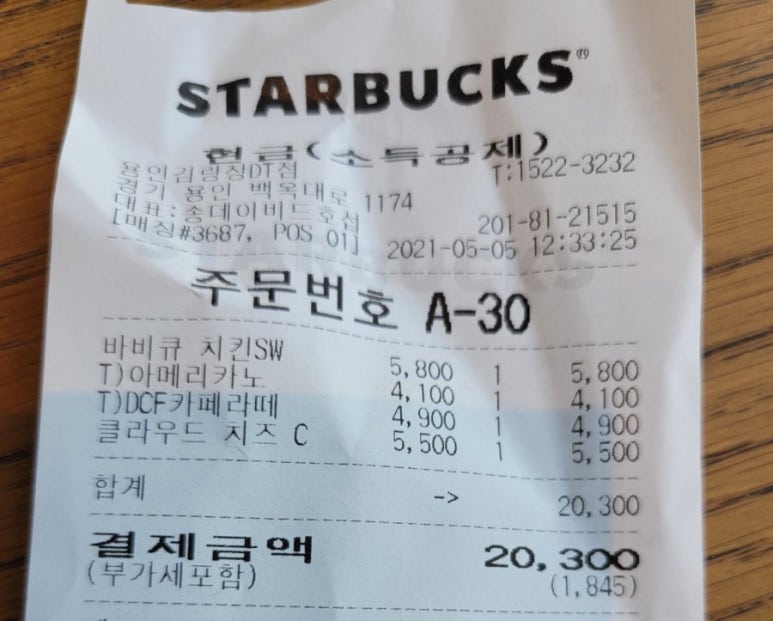 STARBUCKS®
현금(소득공제)
용인김량장DT점 T:1522-3232
경기 용인 백옥대로 1174
대표:송데이비드호섭 201-81-21515
[매장#3687, POS 01] 2021-05-05 12:33:25
주문번호 A-30
바비큐 치킨SW 5,800 1 5,800
T)아메리카노 4,100 1 4,100
T)DCF카페라떼 4,900 1 4,900
클라우드 치즈 C 5,500 1 5,500
합계 -> 20,300
결제금액 20,300
(부가세포함) (1,845)